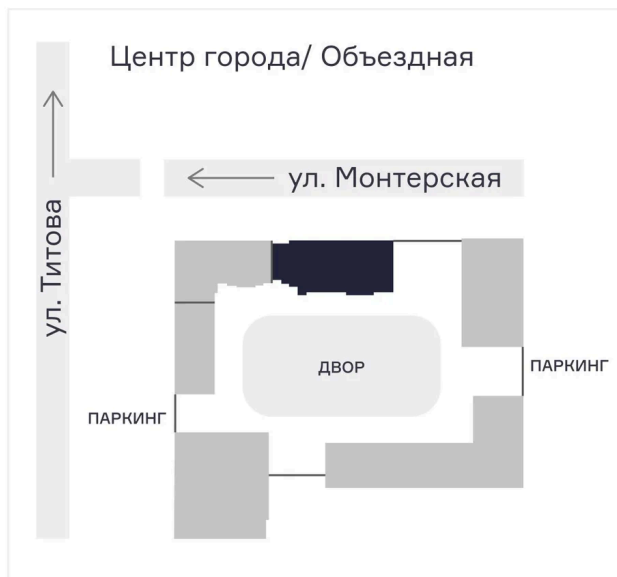 Центр города/ Объездная
ул. Монтерская
ул. Титова
ДВОР
ПАРКИНГ
ПАРКИНГ